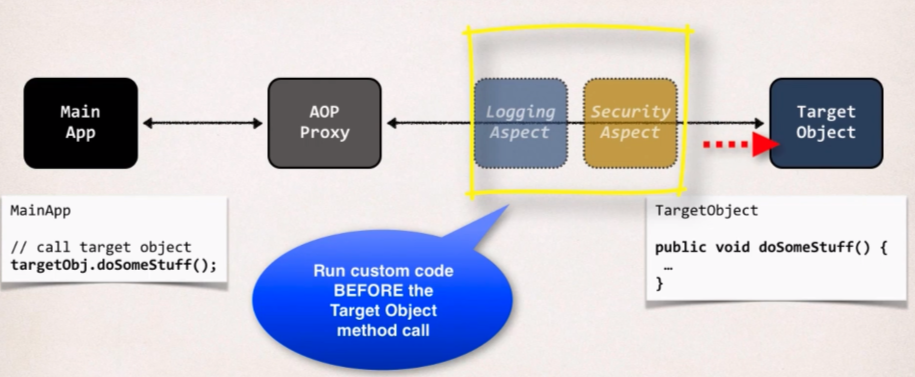 Main
App
AOP
Proxy
Logging
Aspect
Security
Aspect
Target
Object
MainApp
// call target object
targetObj.doSomeStuff();
Run custom code
BEFORE the
Target Object
method call
TargetObject
public void doSomeStuff() {
…
}